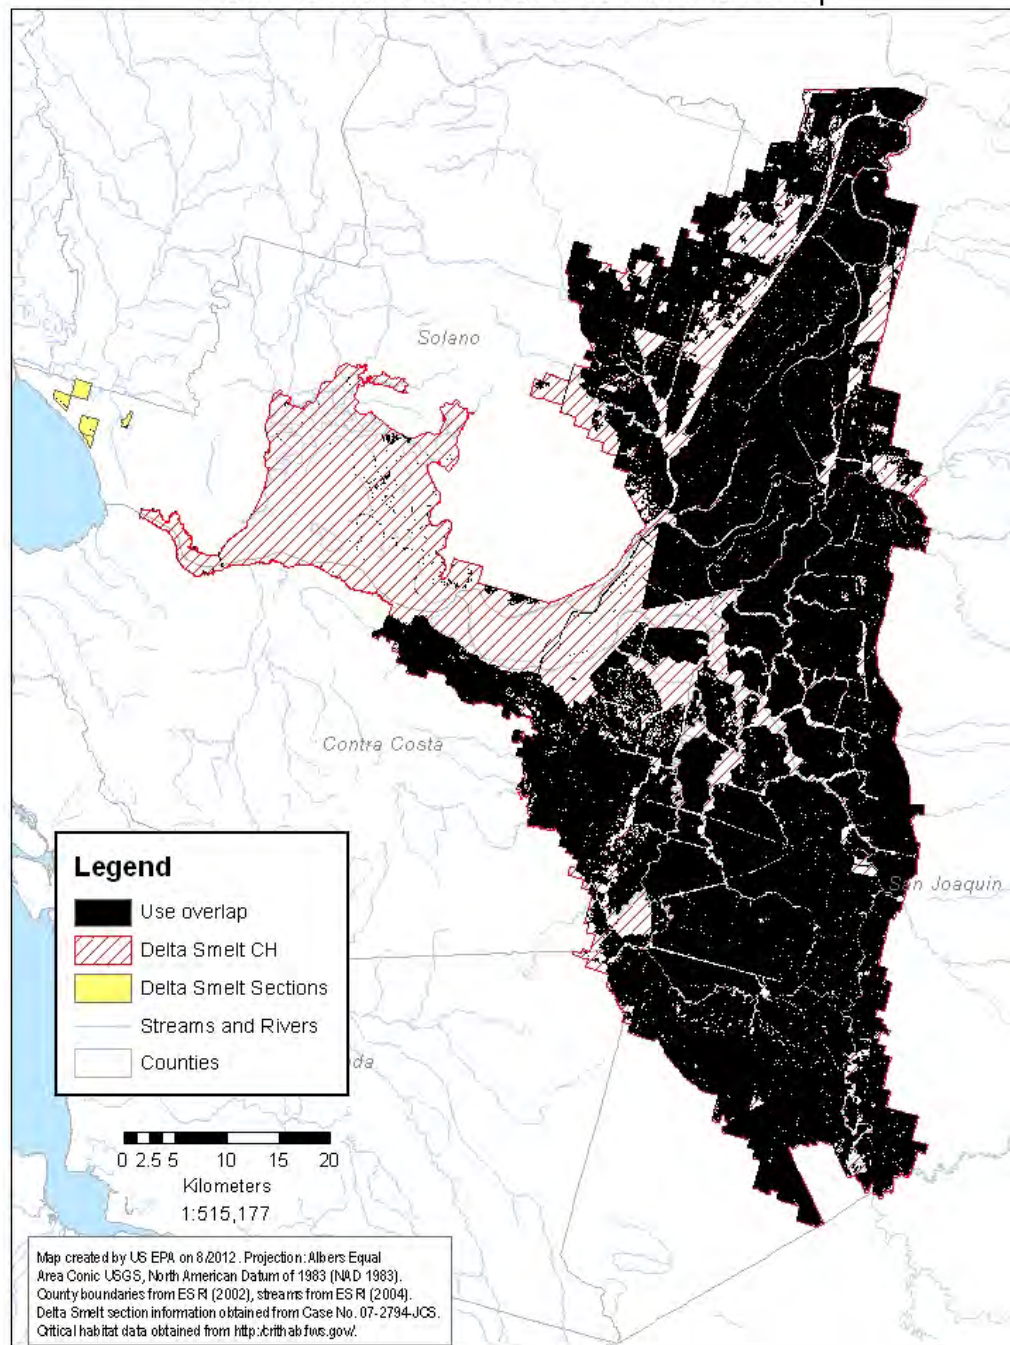 Solano
Contra Costa
San Joaquin
Legend
Use overlap
Delta Smelt CH
Delta Smelt Sections
Streams and Rivers
Counties
da
0 2.5 5 10 15 20
Kilometers
1:515,177
Map created by US EPA on 8/2012. Projection: Albers Equal
Area Conic USGS, North American Datum of 1983 (NAD 1983).
County boundaries from ESRI (2002), streams from ESRI (2004).
Delta Smelt section information obtained from Case No. 07-2794-JCS.
Critical habitat data obtained from http:/crithab.fws.gov/.